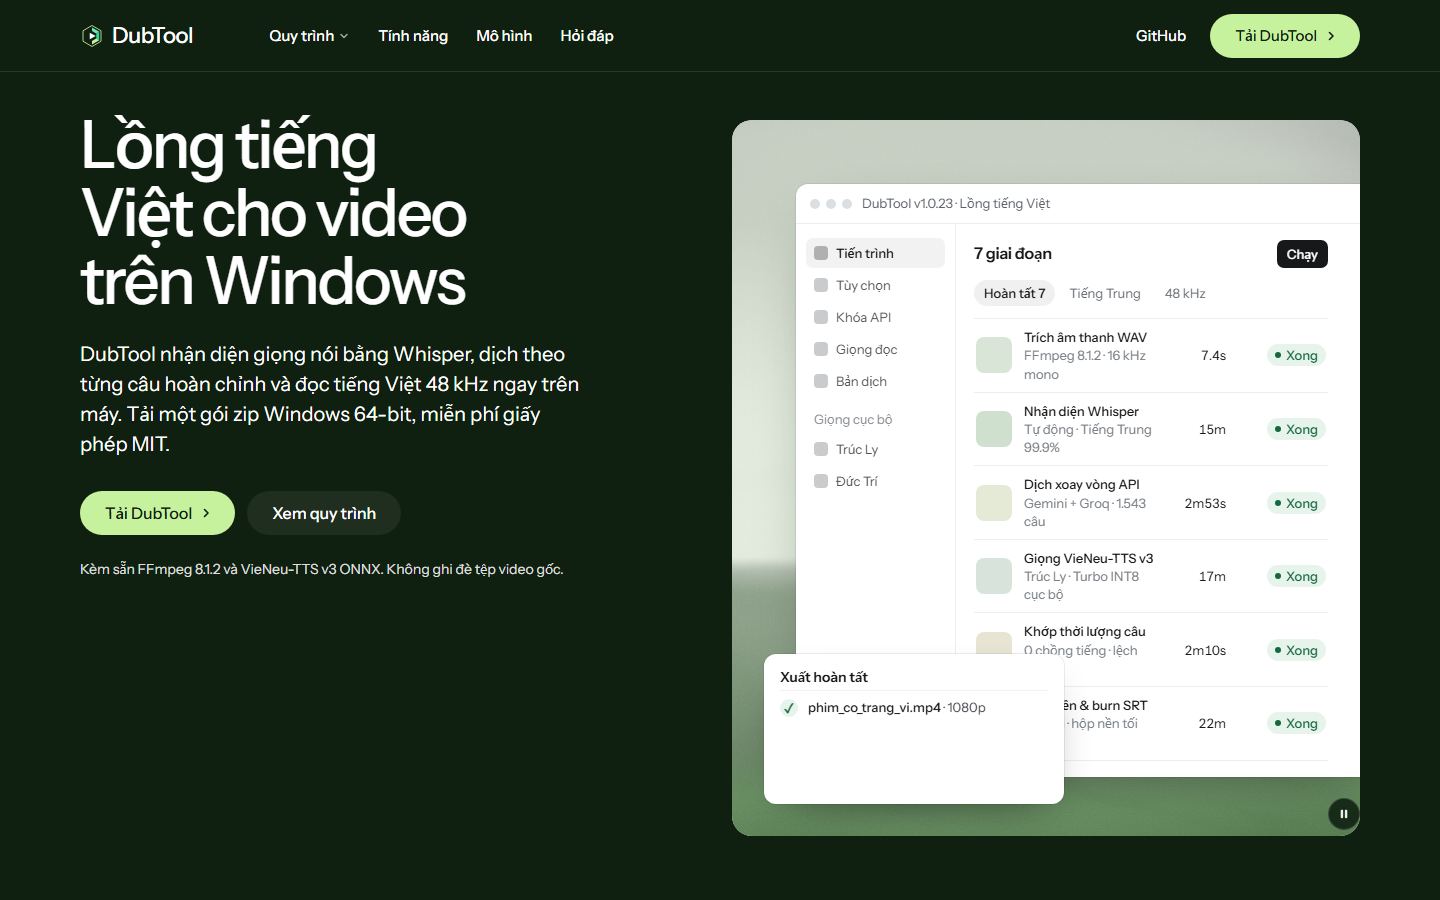 DubTool
Quy trình
Tính năng
Mô hình
Hỏi đáp
GitHub
Tải DubTool
Lồng tiếng
Việt cho video
trên Windows
DubTool nhận diện giọng nói bằng Whisper, dịch theo
từng câu hoàn chỉnh và đọc tiếng Việt 48 kHz ngay trên
máy. Tải một gói zip Windows 64-bit, miễn phí giấy
phép MIT.
Tải DubTool
Xem quy trình
Kèm sẵn FFmpeg 8.1.2 và VieNeu-TTS v3 ONNX. Không ghi đè tệp video gốc.
DubTool v1.0.23 · Lồng tiếng Việt
Tiến trình
Tùy chọn
Khóa API
Giọng đọc
Bản dịch
Giọng cục bộ
Trúc Ly
Đức Trí
7 giai đoạn
Chạy
Hoàn tất 7
Tiếng Trung
48 kHz
Trích âm thanh WAV
FFmpeg 8.1.2 · 16 kHz
mono
7.4s
Xong
Nhận diện Whisper
Tự động · Tiếng Trung
99.9%
15m
Xong
Dịch xoay vòng API
Gemini + Groq · 1.543
câu
2m53s
Xong
Giọng VieNeu-TTS v3
Trúc Ly · Turbo INT8
cục bộ
17m
Xong
Khớp thời lượng câu
0 chồng tiếng · lệch
2m10s
Xong
& burn SRT
· hộp nền tối
22m
Xong
Xuất hoàn tất
phim_co_trang_vi.mp4 · 1080p